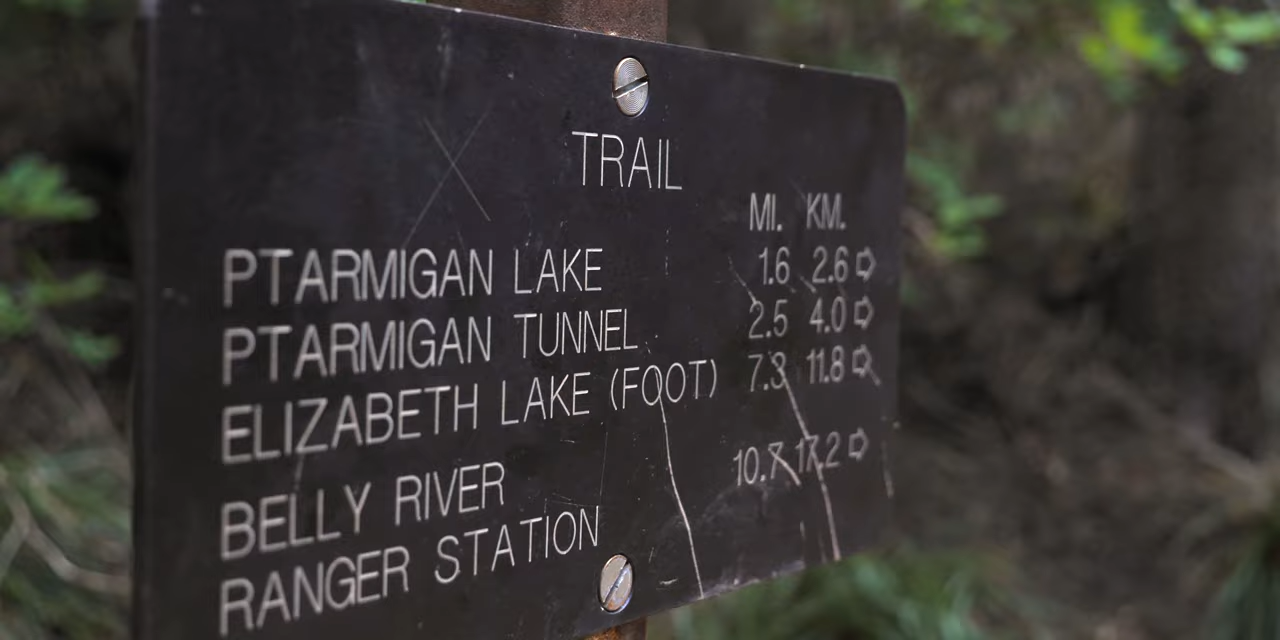 TRAIL
MI. KM.
PTARMIGAN LAKE 1.6 2.6 ⇨
PTARMIGAN TUNNEL 2.5 4.0 ⇨
ELIZABETH LAKE (FOOT) 7.3 11.8 ⇨
BELLY RIVER 10.7 17.2 ⇨
RANGER STATION